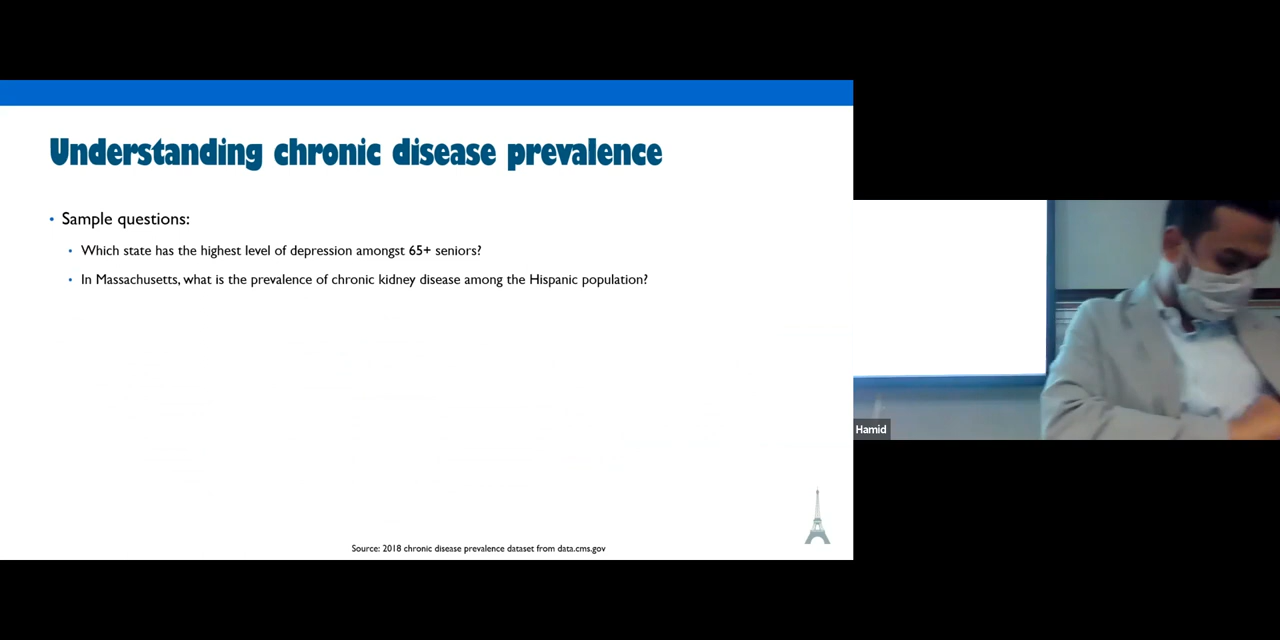 Understanding chronic disease prevalence
• Sample questions:
• Which state has the highest level of depression amongst 65+ seniors?
• In Massachusetts, what is the prevalence of chronic kidney disease among the Hispanic population?
Source: 2018 chronic disease prevalence dataset from data.cms.gov
Hamid